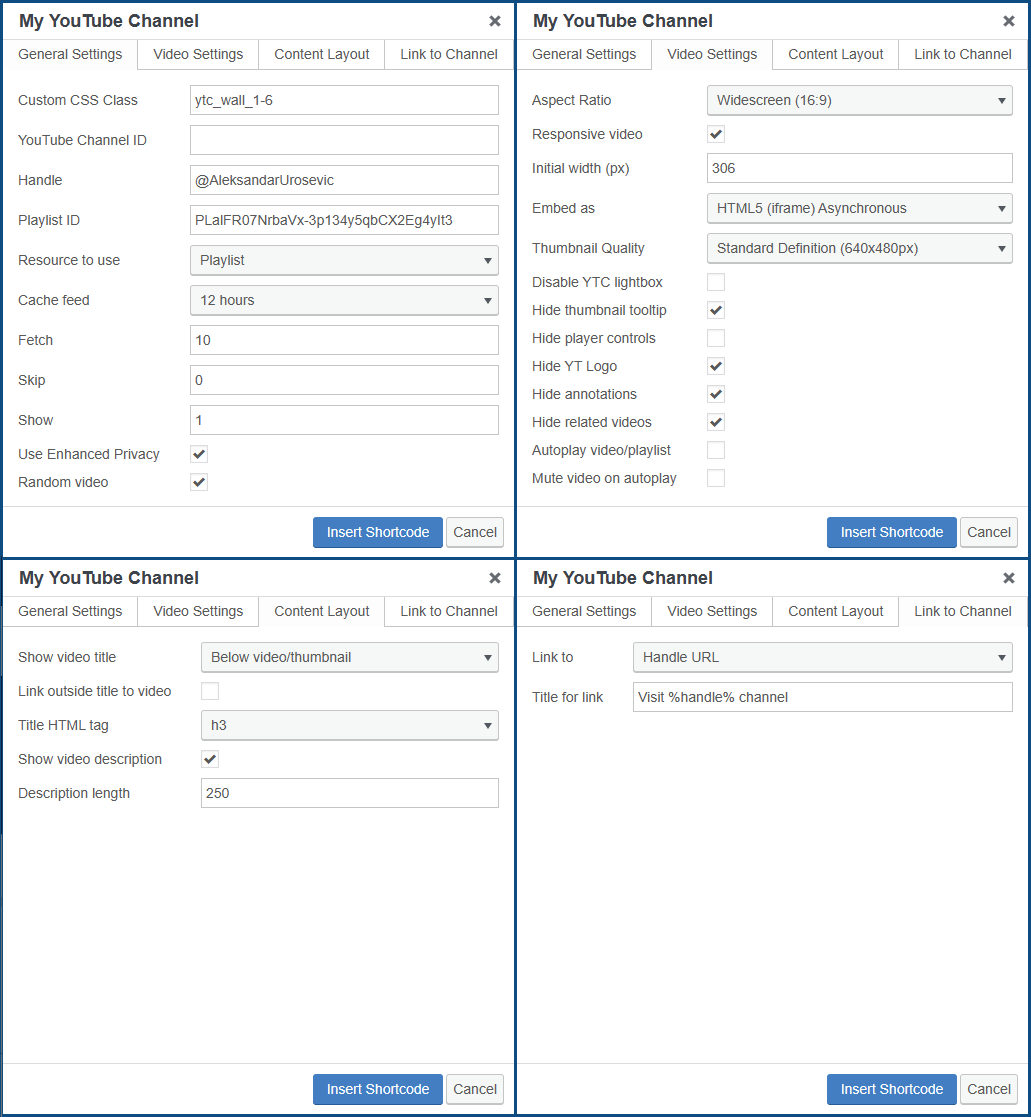 My YouTube Channel ×
General Settings Video Settings Content Layout Link to Channel
Custom CSS Class ytc_wall_1-6
YouTube Channel ID
Handle @AleksandarUrosevic
Playlist ID PLaIFR07NrbaVx-3p134y5qbCX2Eg4yIt3
Resource to use Playlist
Cache feed 12 hours
Fetch 10
Skip 0
Show 1
Use Enhanced Privacy
Random video
Insert Shortcode Cancel
My YouTube Channel ×
General Settings Video Settings Content Layout Link to Channel
Aspect Ratio Widescreen (16:9)
Responsive video
Initial width (px) 306
Embed as HTML5 (iframe) Asynchronous
Thumbnail Quality Standard Definition (640x480px)
Disable YTC lightbox
Hide thumbnail tooltip
Hide player controls
Hide YT Logo
Hide annotations
Hide related videos
Autoplay video/playlist
Mute video on autoplay
Insert Shortcode Cancel
My YouTube Channel ×
General Settings Video Settings Content Layout Link to Channel
Show video title Below video/thumbnail
Link outside title to video
Title HTML tag h3
Show video description
Description length 250
Insert Shortcode Cancel
My YouTube Channel ×
General Settings Video Settings Content Layout Link to Channel
Link to Handle URL
Title for link Visit %handle% channel
Insert Shortcode Cancel